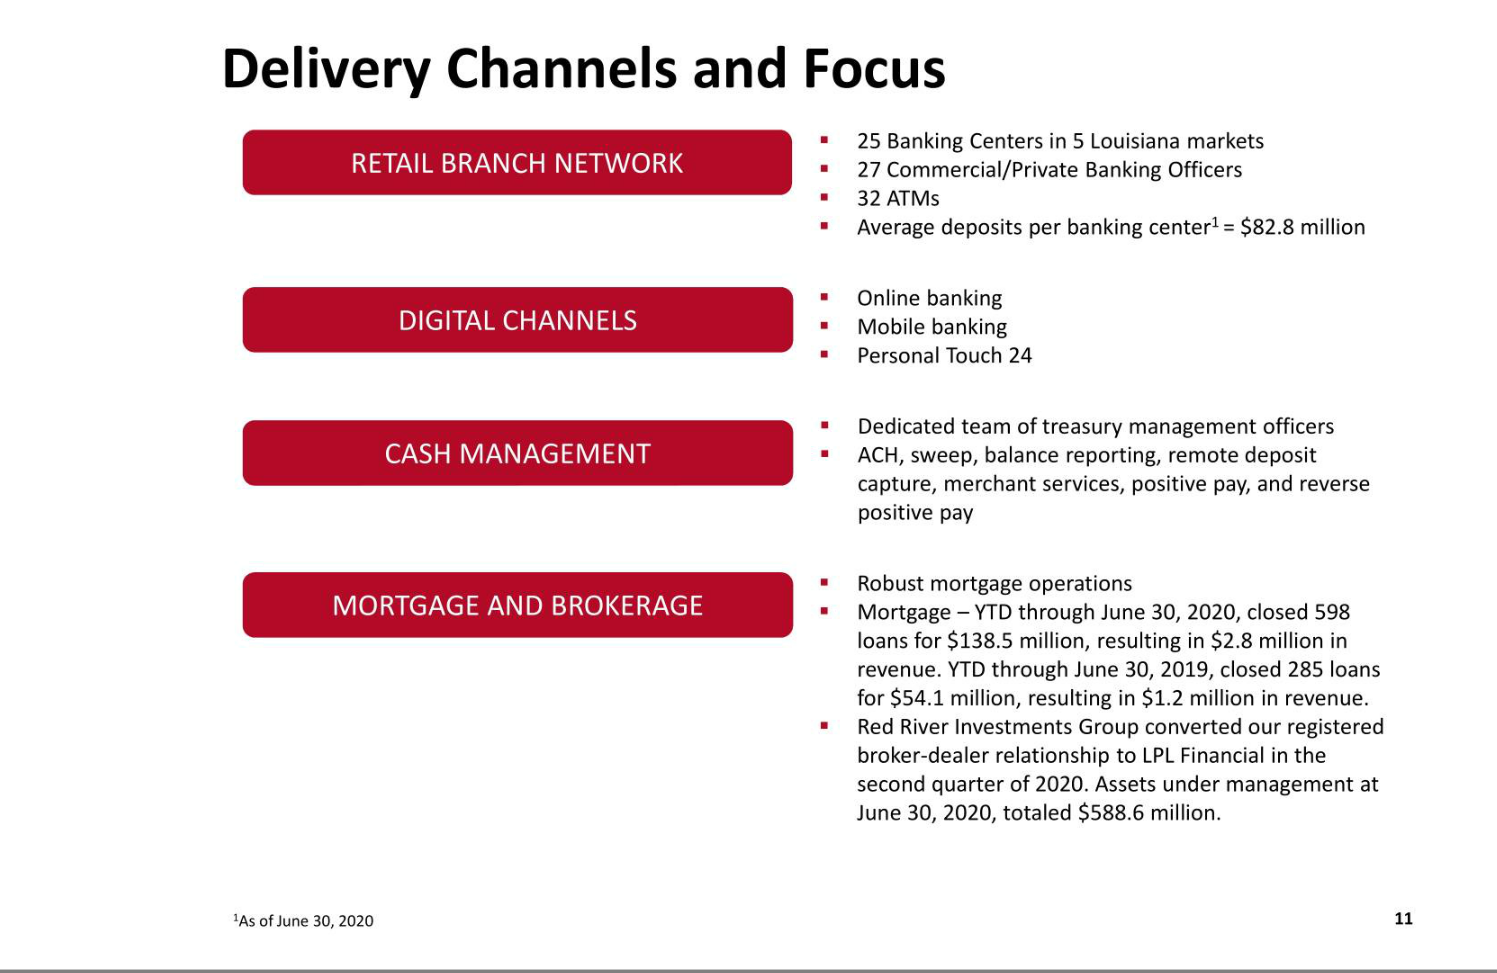 Delivery Channels and Focus
RETAIL BRANCH NETWORK
▪ 25 Banking Centers in 5 Louisiana markets
▪ 27 Commercial/Private Banking Officers
▪ 32 ATMs
▪ Average deposits per banking center¹ = $82.8 million
DIGITAL CHANNELS
▪ Online banking
▪ Mobile banking
▪ Personal Touch 24
CASH MANAGEMENT
▪ Dedicated team of treasury management officers
▪ ACH, sweep, balance reporting, remote deposit
capture, merchant services, positive pay, and reverse
positive pay
MORTGAGE AND BROKERAGE
▪ Robust mortgage operations
▪ Mortgage – YTD through June 30, 2020, closed 598
loans for $138.5 million, resulting in $2.8 million in
revenue. YTD through June 30, 2019, closed 285 loans
for $54.1 million, resulting in $1.2 million in revenue.
▪ Red River Investments Group converted our registered
broker-dealer relationship to LPL Financial in the
second quarter of 2020. Assets under management at
June 30, 2020, totaled $588.6 million.
¹As of June 30, 2020
11